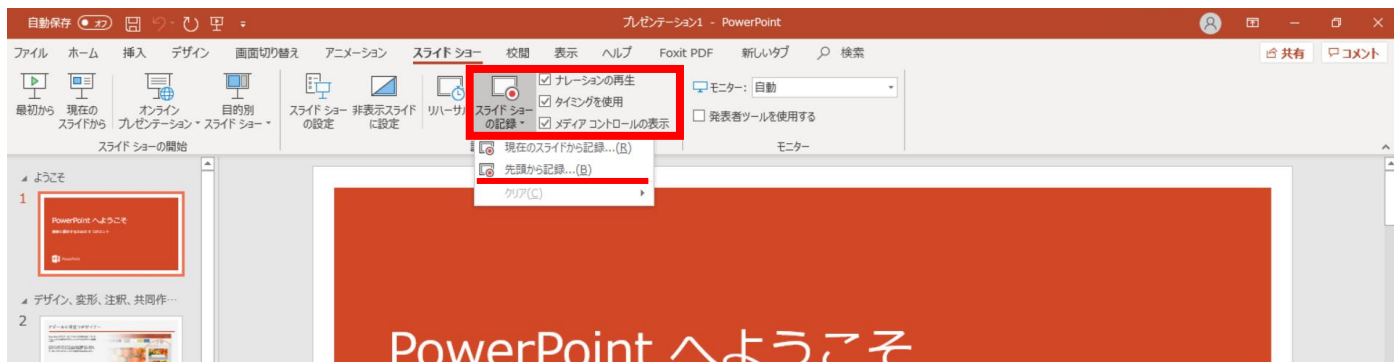 自動保存 オフ プレゼンテーション1 - PowerPoint
ファイル ホーム 挿入 デザイン 画面切り替え アニメーション スライド ショー 校閲 表示 ヘルプ Foxit PDF 新しいタブ 検索 共有 コメント
最初から
現在の
スライドから
オンライン
プレゼンテーション
目的別
スライド ショー
スライド ショー
の設定
非表示スライド
に設定
リハーサル
スライド ショー
の記録
ナレーションの再生
タイミングを使用
メディア コントロールの表示
モニター: 自動
発表者ツールを使用する
スライド ショーの開始
モニター
現在のスライドから記録...(R)
先頭から記録...(B)
クリア(C)
ようこそ
1
PowerPoint へようこそ
PowerPoint
デザイン、変形、注釈、共同作…
2
PowerPoint へようこそ